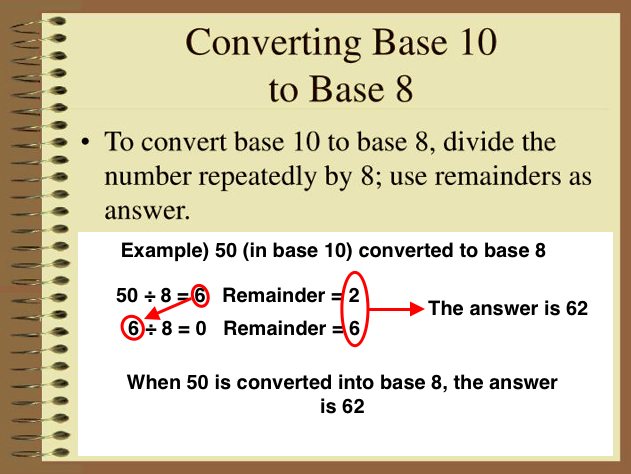 Converting Base 10
to Base 8
• To convert base 10 to base 8, divide the
number repeatedly by 8; use remainders as
answer.
Example) 50 (in base 10) converted to base 8
50 ÷ 8 = 6 Remainder = 2
The answer is 62
6 ÷ 8 = 0 Remainder = 6
When 50 is converted into base 8, the answer
is 62